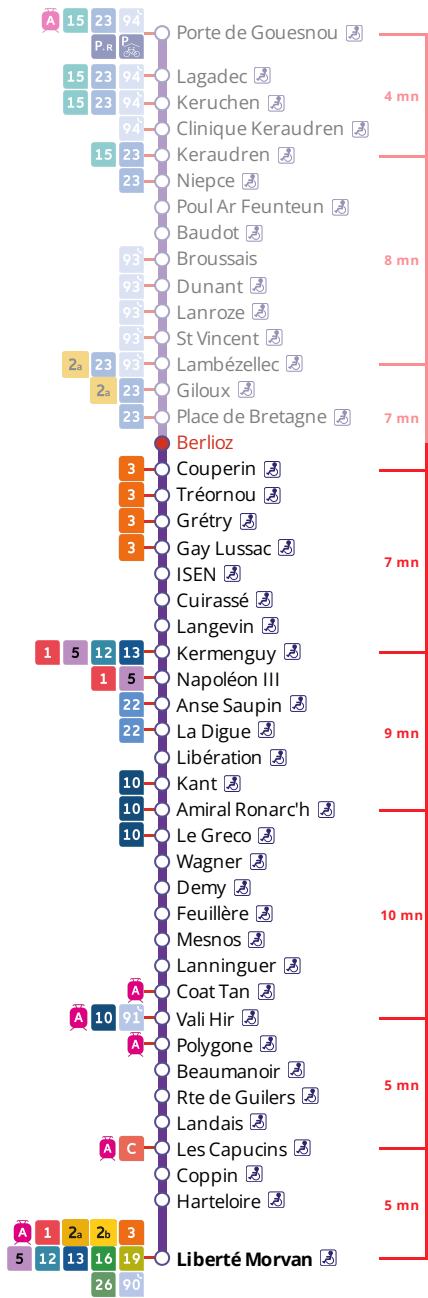 A 15 23 94 Porte de Gouesnou
P+R P
15 23 94 Lagadec
15 23 94 Keruchen
4 mn
94 Clinique Keraudren
15 23 Keraudren
23 Niepce
Poul Ar Feunteun
Baudot
93 Broussais
8 mn
93 Dunant
93 Lanroze
93 St Vincent
2a 23 93 Lambézellec
2a 23 Giloux
23 Place de Bretagne
7 mn
Berlioz
3 Couperin
3 Tréornou
3 Grétry
3 Gay Lussac
7 mn
ISEN
Cuirassé
Langevin
1 5 12 13 Kermenguy
1 5 Napoléon III
22 Anse Saupin
22 La Digue
9 mn
Libération
10 Kant
10 Amiral Ronarc'h
10 Le Greco
Wagner
Demy
Feuillère
10 mn
Mesnos
Lanninguer
A Coat Tan
A 10 91 Vali Hir
A Polygone
Beaumanoir
5 mn
Rte de Guilers
Landais
A C Les Capucins
Coppin
Harteloire
5 mn
A 1 2a 2b 3
5 12 13 16 19 Liberté Morvan
26 90